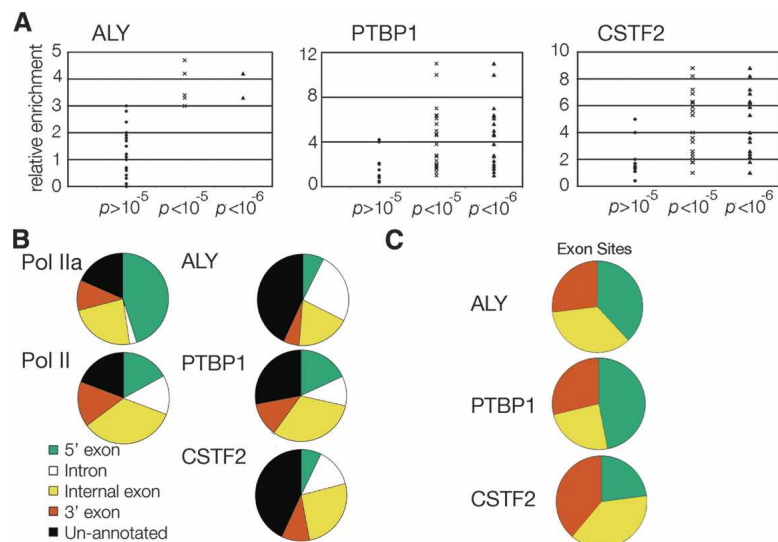 A
ALY
PTBP1
CSTF2
relative enrichment
5
4
3
2
1
0
p>10-5
p<10-5
p<10-6
12
8
4
0
p>10-5
p<10-5
p<10-6
10
8
6
4
2
0
p>10-5
p<10-5
p<10-6
B
Pol IIa
ALY
Pol II
PTBP1
CSTF2
5' exon
Intron
Internal exon
3' exon
Un-annotated
C
Exon Sites
ALY
PTBP1
CSTF2